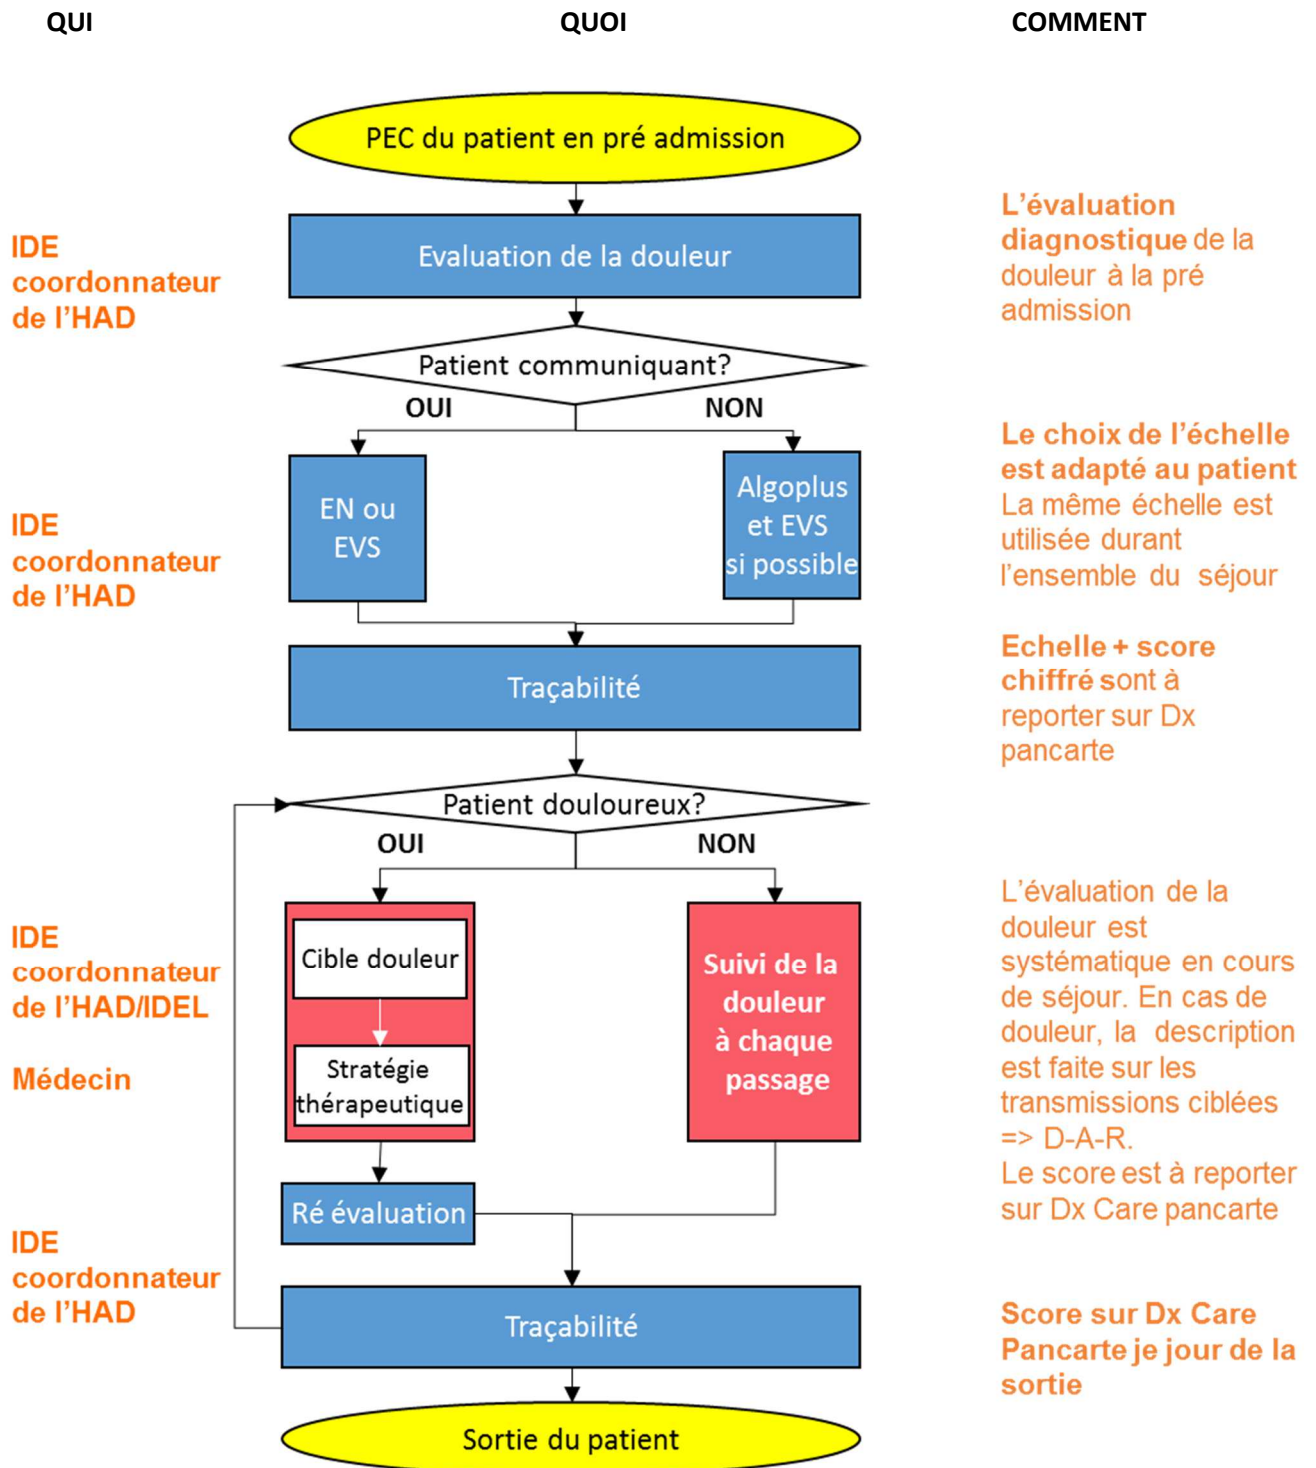 QUI
QUOI
COMMENT
PEC du patient en pré admission
IDE
coordonnateur
de l'HAD
Evaluation de la douleur
L'évaluation
diagnostique de la
douleur à la pré
admission
Patient communiquant?
OUI
NON
IDE
coordonnateur
de l'HAD
EN ou
EVS
Algoplus
et EVS
si possible
Le choix de l'échelle
est adapté au patient
La même échelle est
utilisée durant
l'ensemble du séjour
Traçabilité
Echelle + score
chiffré sont à
reporter sur Dx
pancarte
Patient douloureux?
OUI
NON
IDE
coordonnateur
de l'HAD/IDEL
Médecin
Cible douleur
Stratégie
thérapeutique
Suivi de la
douleur
à chaque
passage
L'évaluation de la
douleur est
systématique en cours
de séjour. En cas de
douleur, la description
est faite sur les
transmissions ciblées
=> D-A-R.
Le score est à reporter
sur Dx Care pancarte
Ré évaluation
IDE
coordonnateur
de l'HAD
Traçabilité
Score sur Dx Care
Pancarte je jour de la
sortie
Sortie du patient